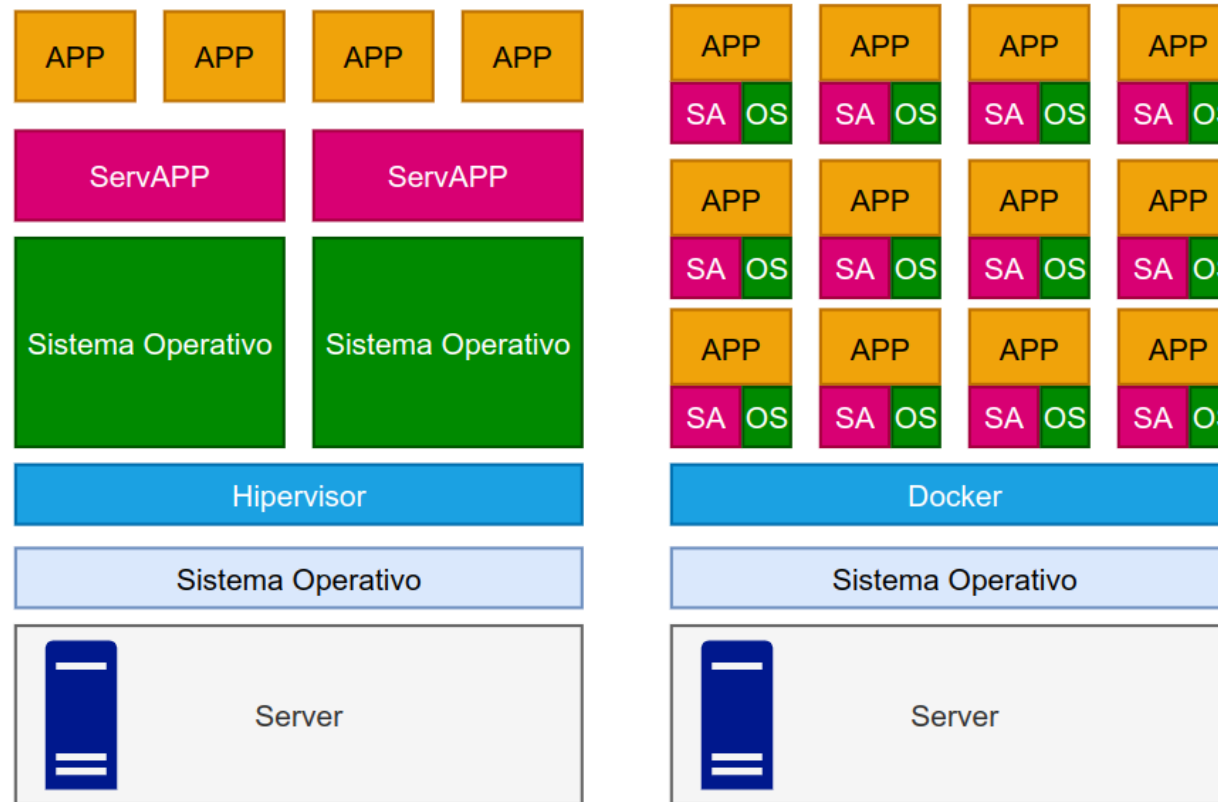 APP APP APP APP
ServAPP ServAPP
Sistema Operativo Sistema Operativo
Hipervisor
Sistema Operativo
Server
APP APP APP APP
SA OS SA OS SA OS SA
APP APP APP APP
SA OS SA OS SA OS SA
APP APP APP APP
SA OS SA OS SA OS SA
Docker
Sistema Operativo
Server